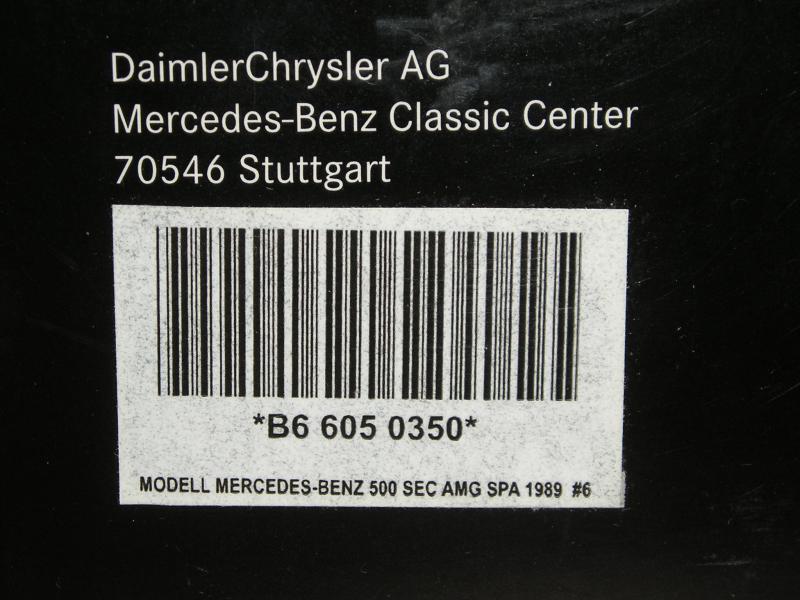 DaimlerChrysler AG
Mercedes-Benz Classic Center
70546 Stuttgart
*B6 605 0350*
MODELL MERCEDES-BENZ 500 SEC AMG SPA 1989 #6